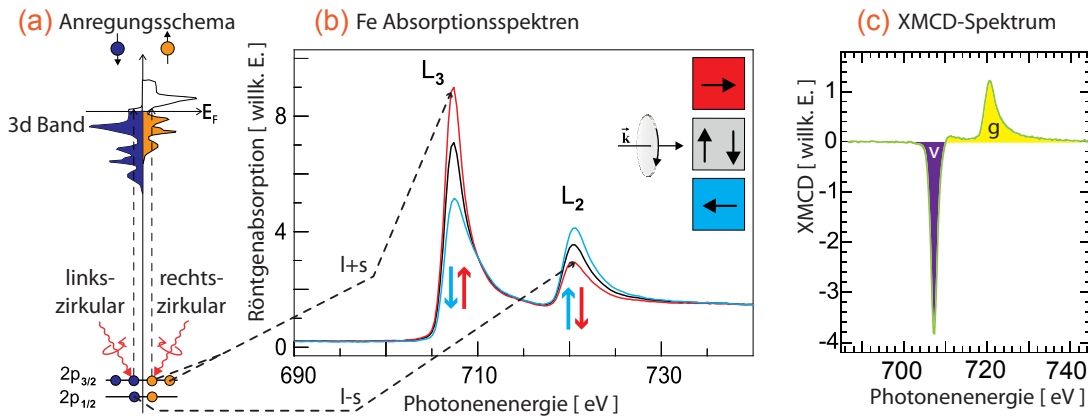 (a) Anregungsschema
E_F
3d Band
links-
zirkular
rechts-
zirkular
2p3/2
2p1/2
(b) Fe Absorptionsspektren
Röntgenabsorption [ willk. E. ]
8
4
0
L3
L2
k
l+s
l-s
690
710
730
Photonenenergie [ eV ]
(c) XMCD-Spektrum
XMCD [ willk. E. ]
1
0
-1
-2
-3
-4
v
g
700
720
740
Photonenenergie [ eV ]